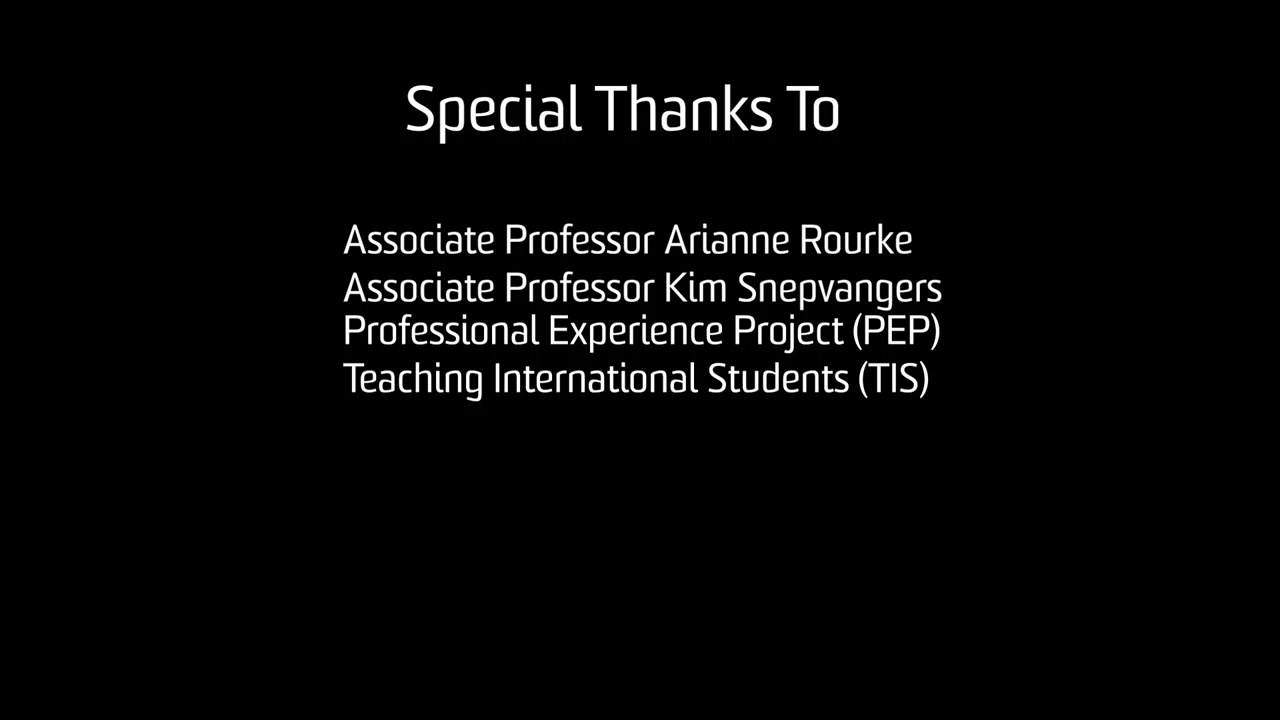 Special Thanks To
Associate Professor Arianne Rourke
Associate Professor Kim Snepvangers
Professional Experience Project (PEP)
Teaching International Students (TIS)